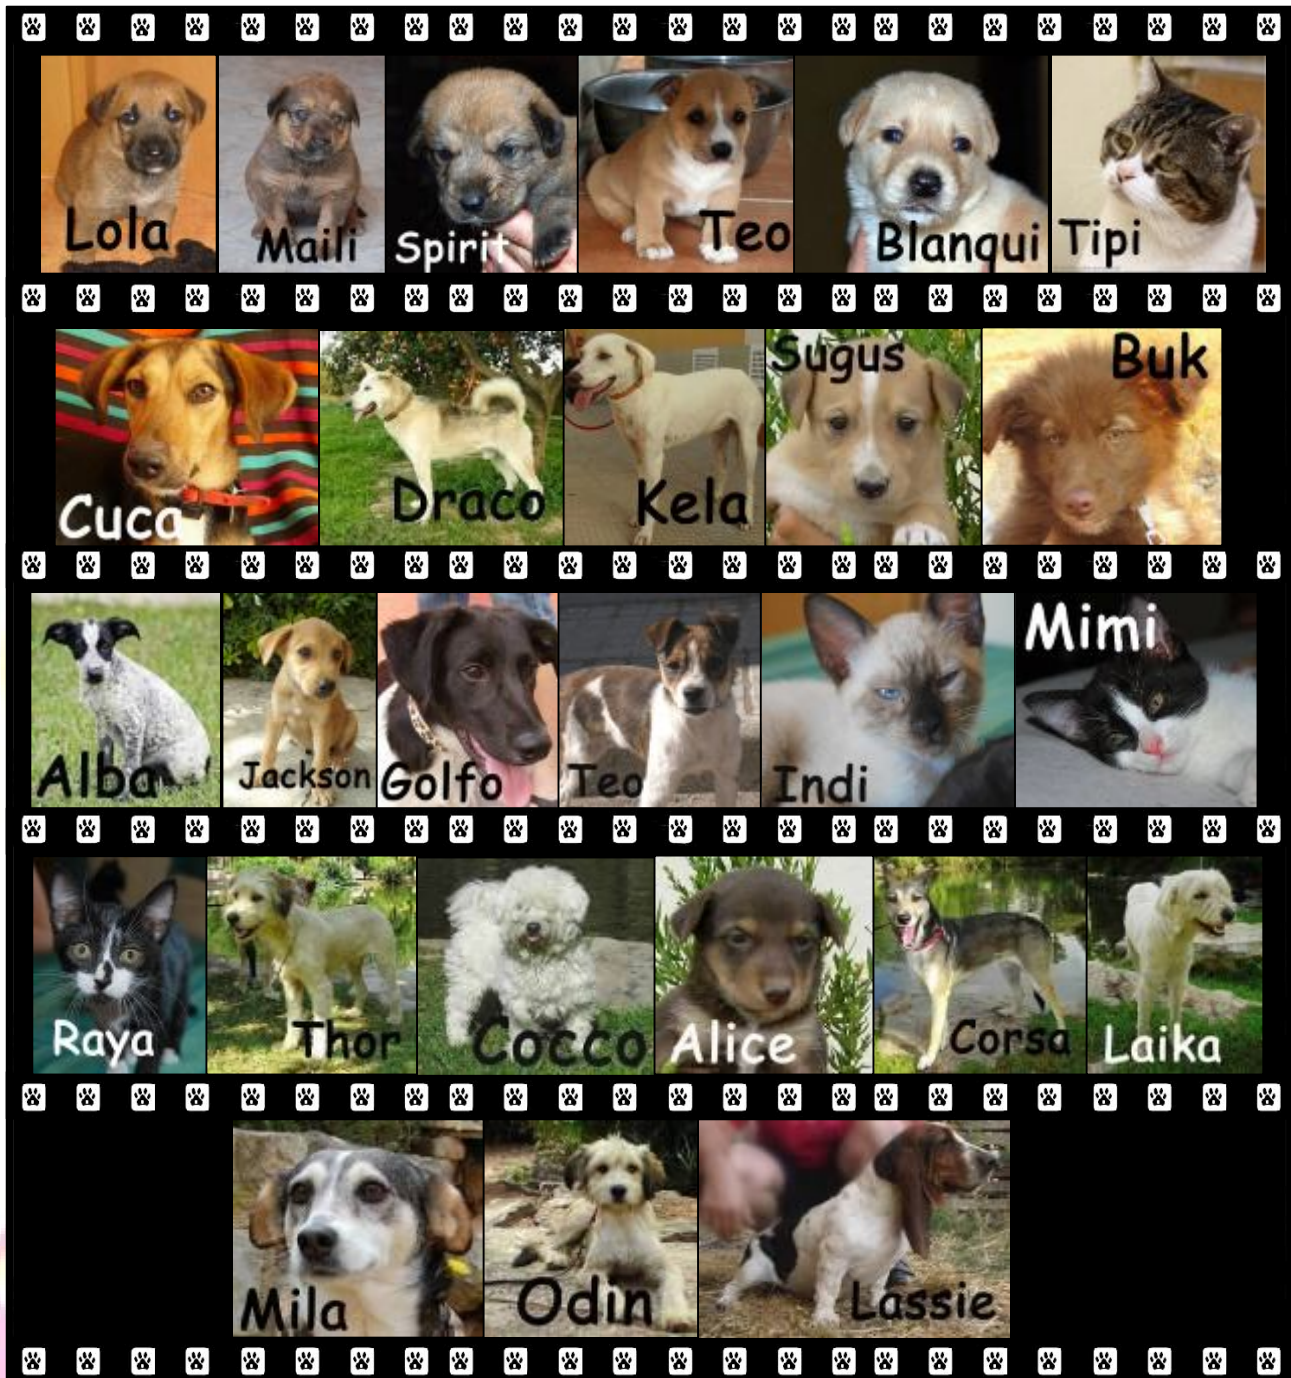 Lola
Maili
Spirit
Teo
Blanqui
Tipi
Cuca
Draco
Kela
Sugus
Buk
Alba
Jackson
Golfo
Teo
Indi
Mimi
Raya
Thor
Cocco
Alice
Corsa
Laika
Mila
Odin
Lassie